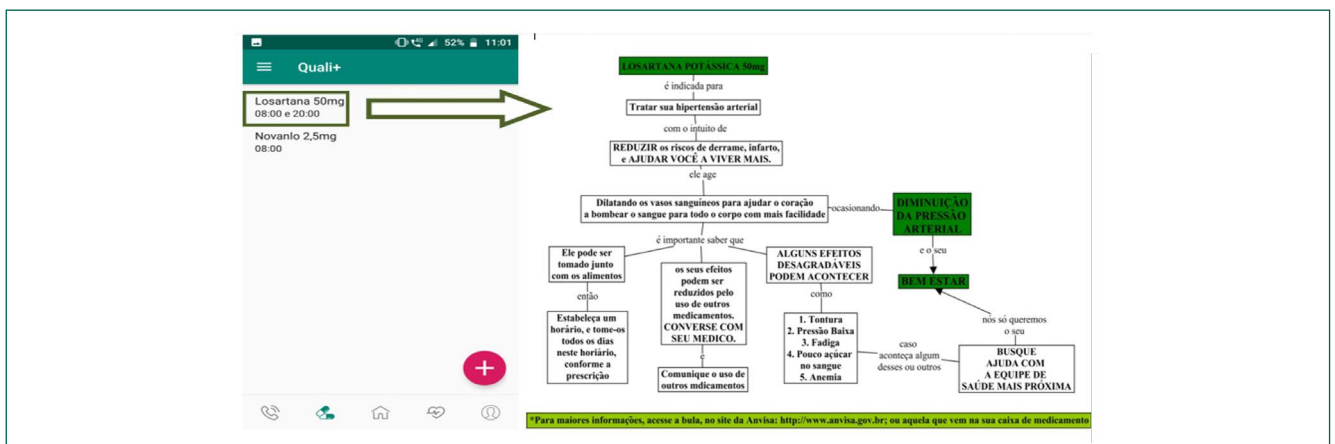 52% 11:01
Quali+
Losartana 50mg
08:00 e 20:00
Novanlo 2,5mg
08:00
LOSARTANA POTÁSSICA 50mg
é indicada para
Tratar sua hipertensão arterial
com o intuito de
REDUZIR os riscos de derrame, infarto,
e AJUDAR VOCÊ A VIVER MAIS.
ele age
Dilatando os vasos sanguíneos para ajudar o coração
a bombear o sangue para todo o corpo com mais facilidade
ocasionando
DIMINUIÇÃO
DA PRESSÃO
ARTERIAL
e o seu
BEM ESTAR
é importante saber que
Ele pode ser
tomado junto
com os alimentos
então
Estabeleça um
horário, e tome-os
todos os dias
neste horiário,
conforme a
prescrição
os seus efeitos
podem ser
reduzidos pelo
uso de outros
medicamentos.
CONVERSE COM
SEU MEDICO.
e
Comunique o uso de
outros mdicamentos
ALGUNS EFEITOS
DESAGRADÁVEIS
PODEM ACONTECER
como
1. Tontura
2. Pressão Baixa
3. Fadiga
4. Pouco açúcar
no sangue
5. Anemia
caso
aconteça algum
desses ou outros
BUSQUE
AJUDA COM
A EQUIPE DE
SAÚDE MAIS PRÓXIMA
nós só queremos
o seu
*Para maiores informações, acesse a bula, no site da Anvisa: http://www.anvisa.gov.br; ou aquela que vem na sua caixa de medicamento